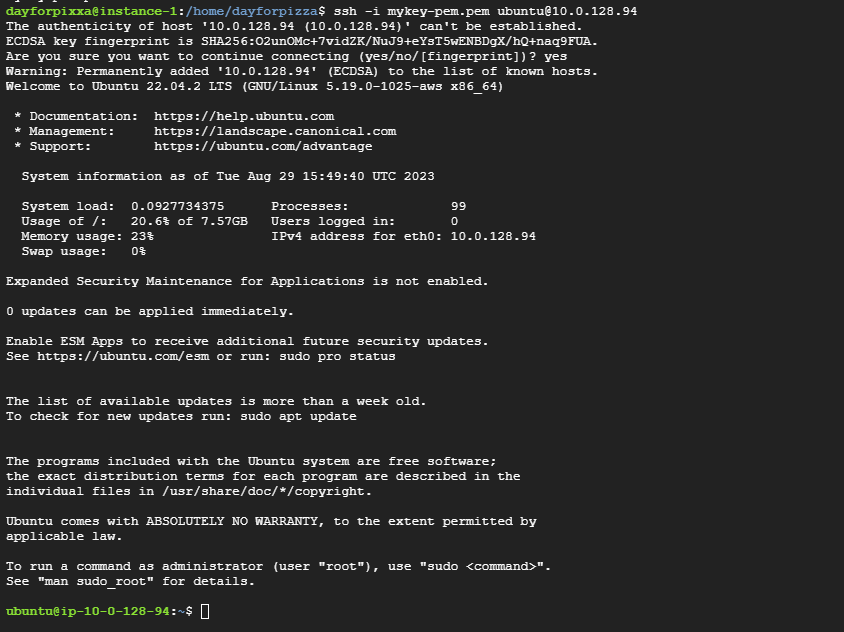 dayforpixxa@instance-1:/home/dayforpizza$ ssh -i mykey-pem.pem ubuntu@10.0.128.94
The authenticity of host '10.0.128.94 (10.0.128.94)' can't be established.
ECDSA key fingerprint is SHA256:O2unOMc+7vidZK/NuJ9+eYsT5wENBDgX/hQ+naq9FUA.
Are you sure you want to continue connecting (yes/no/[fingerprint])? yes
Warning: Permanently added '10.0.128.94' (ECDSA) to the list of known hosts.
Welcome to Ubuntu 22.04.2 LTS (GNU/Linux 5.19.0-1025-aws x86_64)
* Documentation:  https://help.ubuntu.com
* Management:     https://landscape.canonical.com
* Support:        https://ubuntu.com/advantage
System information as of Tue Aug 29 15:49:40 UTC 2023
System load:  0.0927734375      Processes:             99
Usage of /:   20.6% of 7.57GB   Users logged in:       0
Memory usage: 23%               IPv4 address for eth0: 10.0.128.94
Swap usage:   0%
Expanded Security Maintenance for Applications is not enabled.
0 updates can be applied immediately.
Enable ESM Apps to receive additional future security updates.
See https://ubuntu.com/esm or run: sudo pro status
The list of available updates is more than a week old.
To check for new updates run: sudo apt update
The programs included with the Ubuntu system are free software;
the exact distribution terms for each program are described in the
individual files in /usr/share/doc/*/copyright.
Ubuntu comes with ABSOLUTELY NO WARRANTY, to the extent permitted by
applicable law.
To run a command as administrator (user "root"), use "sudo <command>".
See "man sudo_root" for details.
ubuntu@ip-10-0-128-94:~$